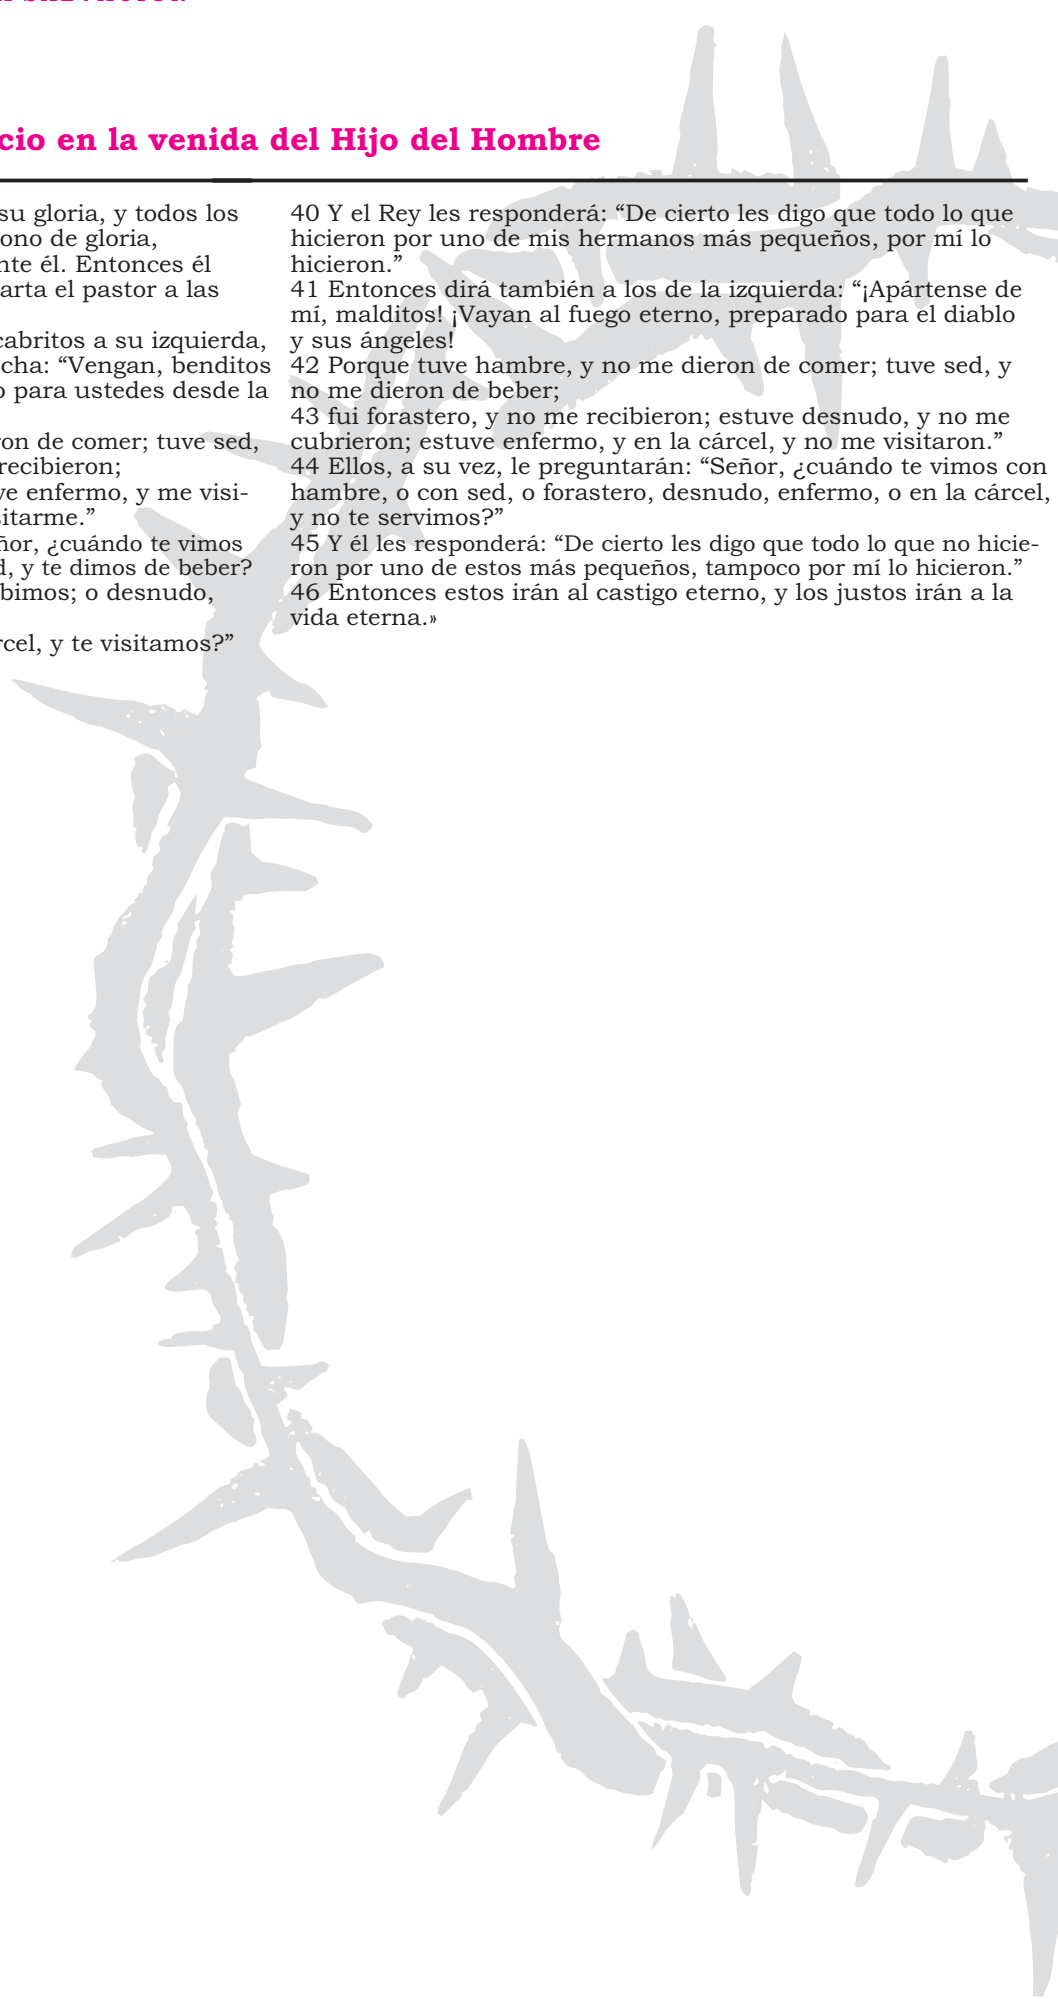 cio en la venida del Hijo del Hombre
su gloria, y todos los
ono de gloria,
nte él. Entonces él
arta el pastor a las
cabritos a su izquierda,
cha: “Vengan, benditos
o para ustedes desde la
ron de comer; tuve sed,
recibieron;
ve enfermo, y me visi-
sitarme.”
ñor, ¿cuándo te vimos
d, y te dimos de beber?
bimos; o desnudo,
rcel, y te visitamos?”
40 Y el Rey les responderá: “De cierto les digo que todo lo que
hicieron por uno de mis hermanos más pequeños, por mí lo
hicieron.”
41 Entonces dirá también a los de la izquierda: “¡Apártense de
mí, malditos! ¡Vayan al fuego eterno, preparado para el diablo
y sus ángeles!
42 Porque tuve hambre, y no me dieron de comer; tuve sed, y
no me dieron de beber;
43 fui forastero, y no me recibieron; estuve desnudo, y no me
cubrieron; estuve enfermo, y en la cárcel, y no me visitaron.”
44 Ellos, a su vez, le preguntarán: “Señor, ¿cuándo te vimos con
hambre, o con sed, o forastero, desnudo, enfermo, o en la cárcel,
y no te servimos?”
45 Y él les responderá: “De cierto les digo que todo lo que no hicie-
ron por uno de estos más pequeños, tampoco por mí lo hicieron.”
46 Entonces estos irán al castigo eterno, y los justos irán a la
vida eterna.»